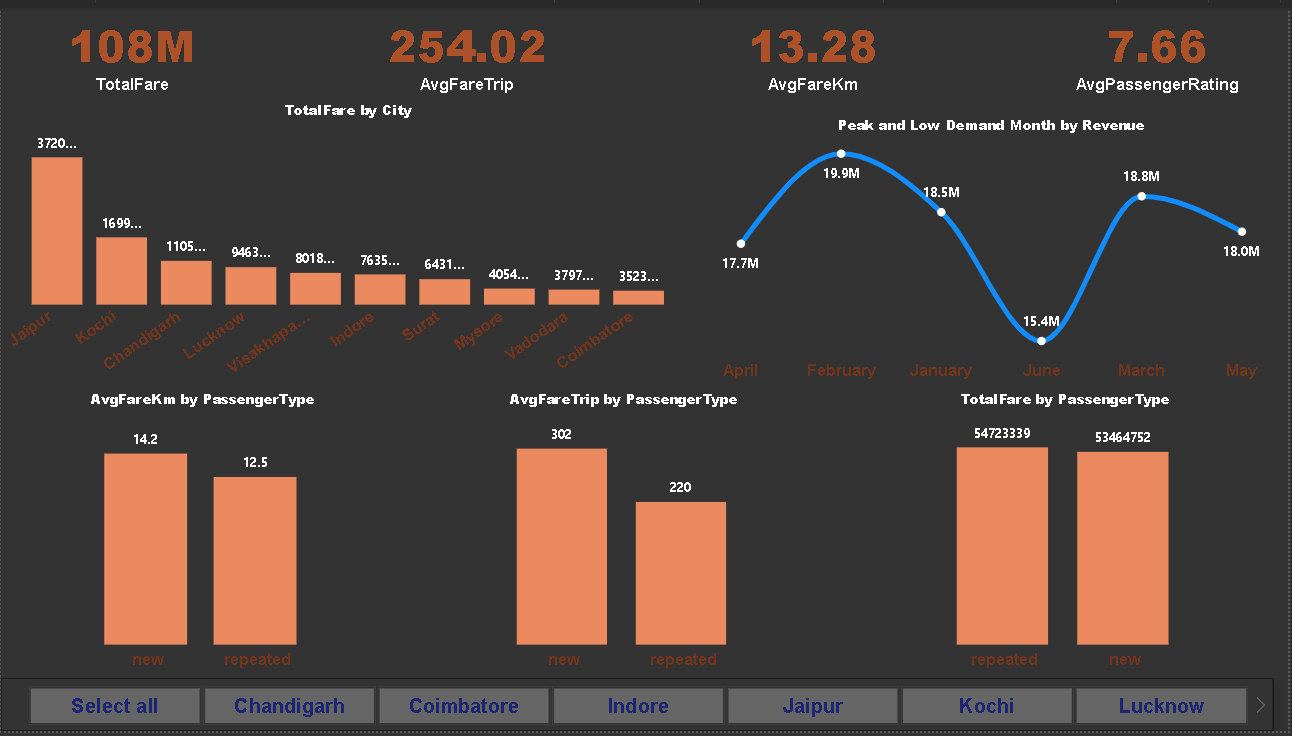 108M
TotalFare
254.02
AvgFareTrip
13.28
AvgFareKm
7.66
AvgPassengerRating
TotalFare by City
3720...
1699...
1105...
9463...
8018...
7635...
6431...
4054...
3797...
3523...
Jaipur
Kochi
Chandigarh
Lucknow
Visakhapa...
Indore
Surat
Mysore
Vadodara
Coimbatore
Peak and Low Demand Month by Revenue
17.7M
19.9M
18.5M
15.4M
18.8M
18.0M
April
February
January
June
March
May
AvgFareKm by PassengerType
14.2
12.5
new
repeated
AvgFareTrip by PassengerType
302
220
new
repeated
TotalFare by PassengerType
54723339
53464752
repeated
new
Select all
Chandigarh
Coimbatore
Indore
Jaipur
Kochi
Lucknow